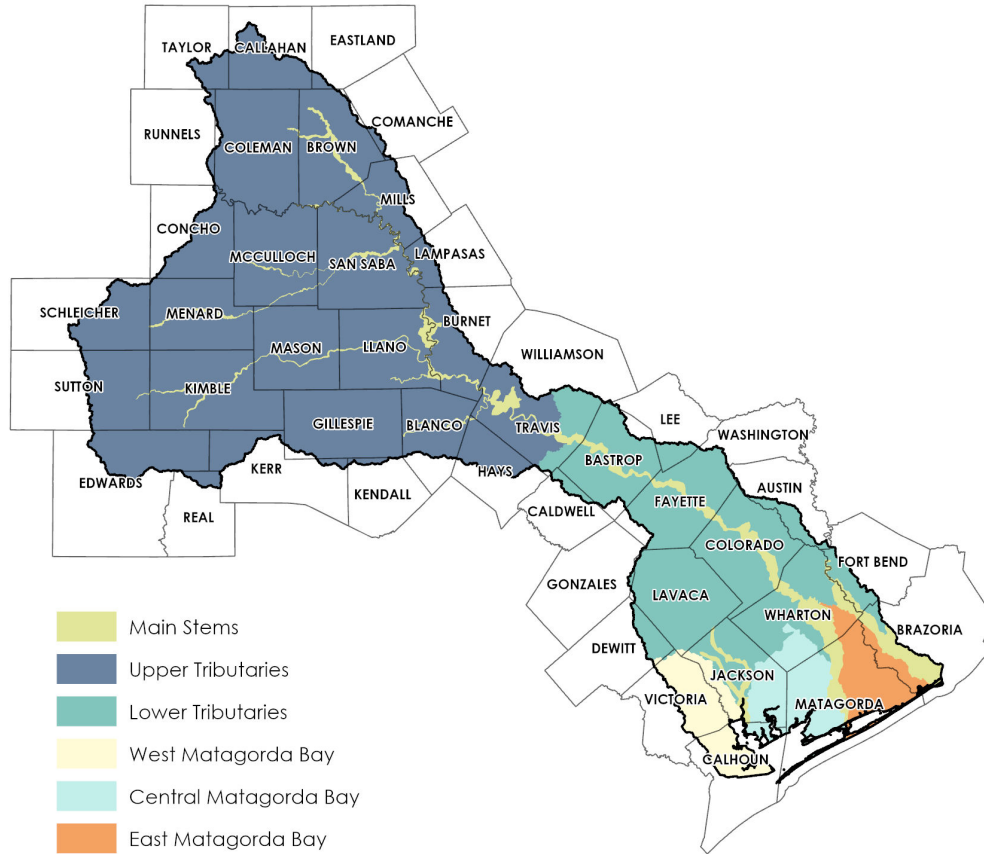 EASTLAND
TAYLOR
CALLAHAN
COMANCHE
RUNNELS
COLEMAN
BROWN
MILLS
CONCHO
MCCULLOCH
SAN SABA
LAMPASAS
SCHLEICHER
MENARD
BURNET
MASON
LLANO
WILLIAMSON
SUTTON
KIMBLE
GILLESPIE
BLANCO
TRAVIS
LEE
WASHINGTON
BASTROP
HAYS
KERR
EDWARDS
KENDALL
AUSTIN
FAYETTE
CALDWELL
REAL
COLORADO
FORT BEND
GONZALES
LAVACA
WHARTON
BRAZORIA
DEWITT
JACKSON
VICTORIA
MATAGORDA
CALHOUN
Main Stems
Upper Tributaries
Lower Tributaries
West Matagorda Bay
Central Matagorda Bay
East Matagorda Bay